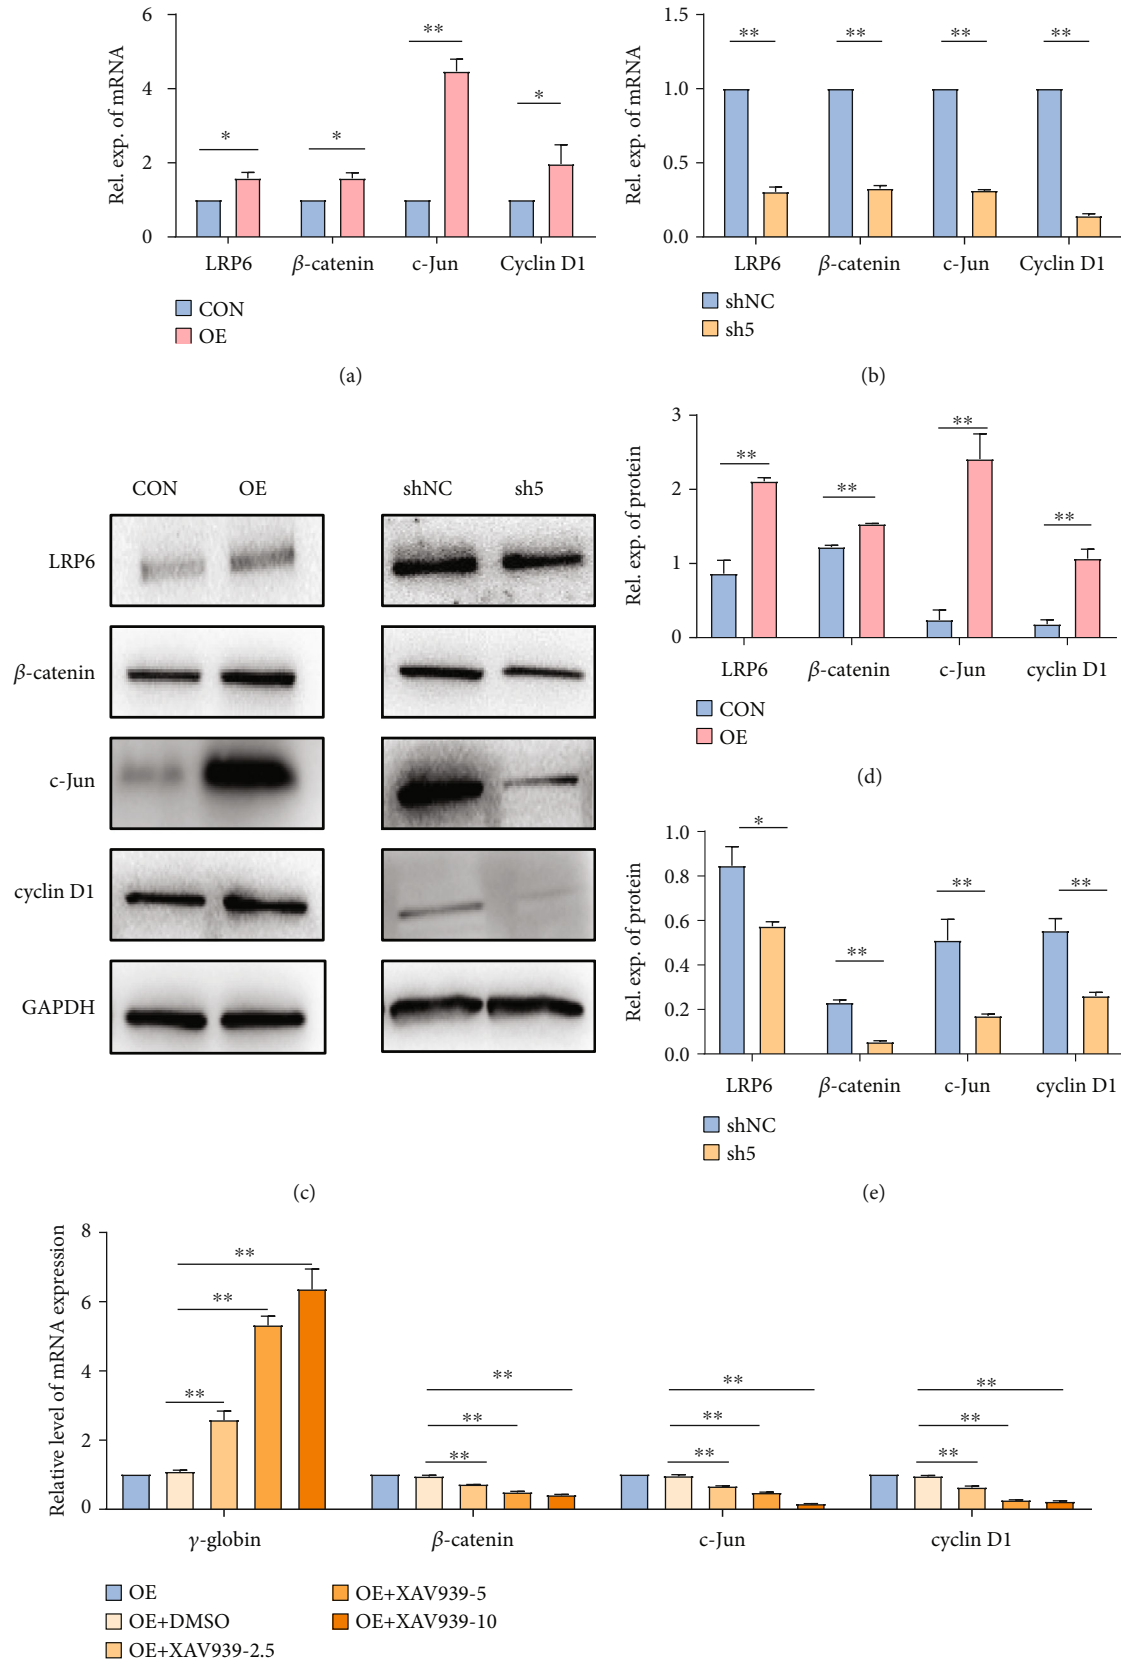 Rel. exp. of mRNA
6
4
2
0
*
*
**
*
LRP6
β-catenin
c-Jun
Cyclin D1
CON
OE
(a)
Rel. exp. of mRNA
1.5
1.0
0.5
0.0
**
**
**
**
LRP6
β-catenin
c-Jun
Cyclin D1
shNC
sh5
(b)
CON
OE
shNC
sh5
LRP6
β-catenin
c-Jun
cyclin D1
GAPDH
(c)
Rel. exp. of protein
3
2
1
0
**
**
**
**
LRP6
β-catenin
c-Jun
cyclin D1
CON
OE
(d)
Rel. exp. of protein
1.0
0.8
0.6
0.4
0.2
0.0
*
**
**
**
LRP6
β-catenin
c-Jun
cyclin D1
shNC
sh5
(e)
Relative level of mRNA expression
8
6
4
2
0
**
**
**
**
**
**
**
**
**
**
**
**
γ-globin
β-catenin
c-Jun
cyclin D1
OE
OE+DMSO
OE+XAV939-2.5
OE+XAV939-5
OE+XAV939-10